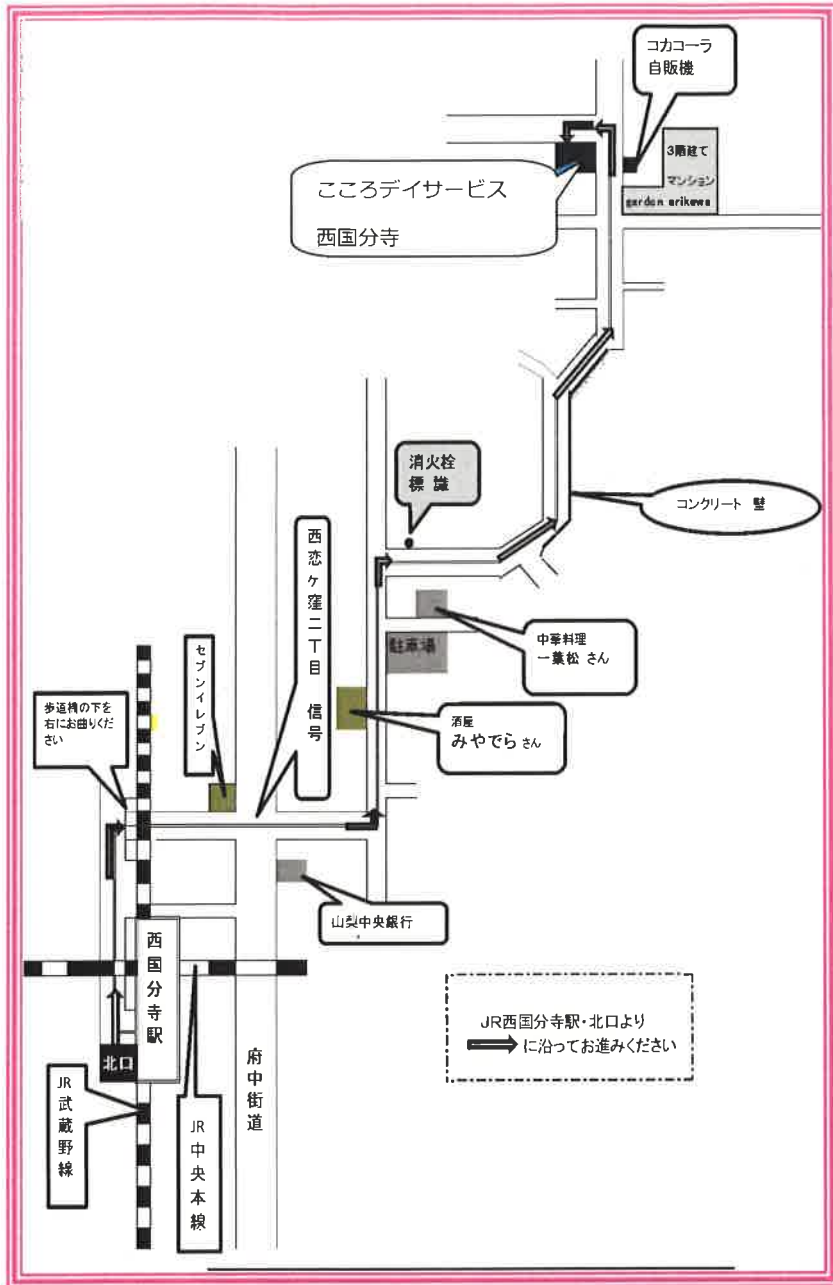 コカコーラ
自販機
3階建て
マンション
garden arikawa
こころデイサービス
西国分寺
消火栓
標識
コンクリート 壁
西恋ヶ窪二丁目 信号
中華料理
一葉松 さん
駐車場
セブンイレブン
歩道橋の下を
右にお曲りくだ
さい
酒屋
みやでら さん
山梨中央銀行
西国分寺駅
北口
JR西国分寺駅・北口より
に沿ってお進みください
府中街道
JR武蔵野線
JR中央本線